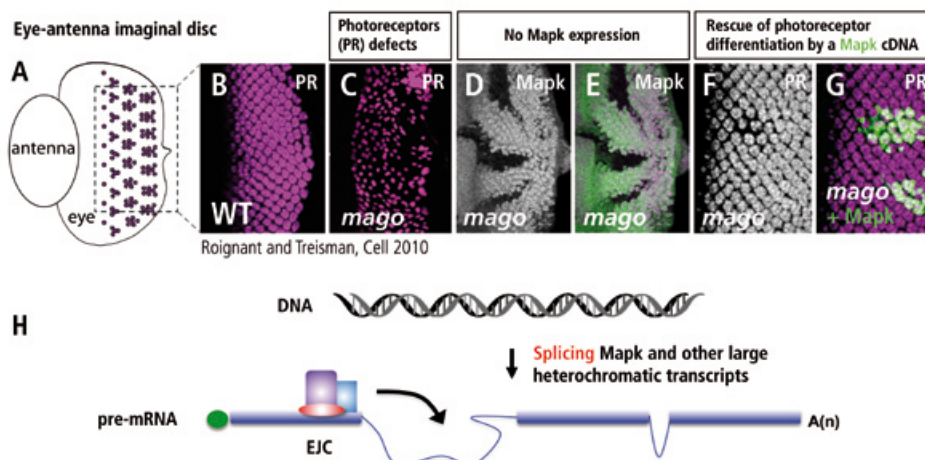 Eye-antenna imaginal disc
Photoreceptors
(PR) defects
No Mapk expression
Rescue of photoreceptor
differentiation by a Mapk cDNA
A
antenna
eye
B
PR
WT
C
PR
mago
D
Mapk
mago
E
Mapk
mago
F
PR
mago
G
PR
mago
+ Mapk
Roignant and Treisman, Cell 2010
H
DNA
Splicing Mapk and other large
heterochromatic transcripts
pre-mRNA
EJC
A(n)